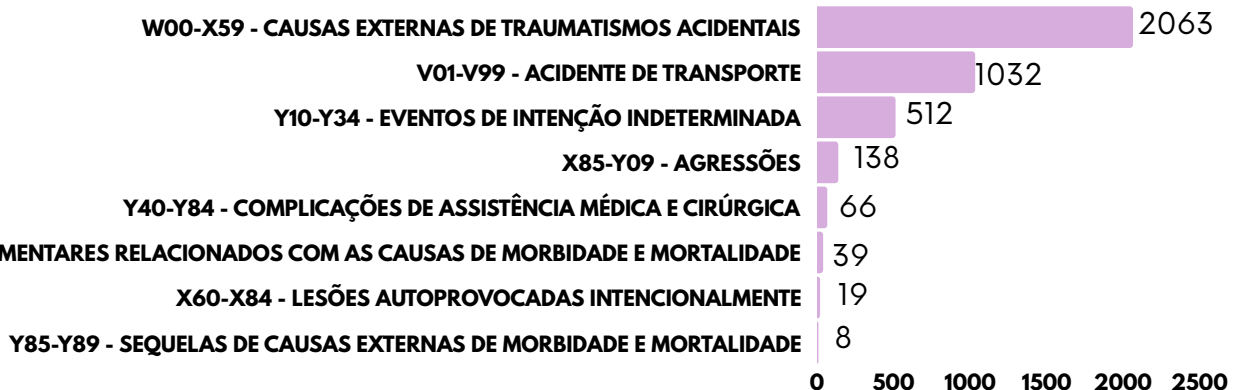 W00-X59 - CAUSAS EXTERNAS DE TRAUMATISMOS ACIDENTAIS 2063
V01-V99 - ACIDENTE DE TRANSPORTE 1032
Y10-Y34 - EVENTOS DE INTENÇÃO INDETERMINADA 512
X85-Y09 - AGRESSÕES 138
Y40-Y84 - COMPLICAÇÕES DE ASSISTÊNCIA MÉDICA E CIRÚRGICA 66
RELACIONADOS COM AS CAUSAS DE MORBIDADE E MORTALIDADE 39
X60-X84 - LESÕES AUTOPROVOCADAS INTENCIONALMENTE 19
Y85-Y89 - SEQUELAS DE CAUSAS EXTERNAS DE MORBIDADE E MORTALIDADE 8
0 500 1000 1500 2000 2500